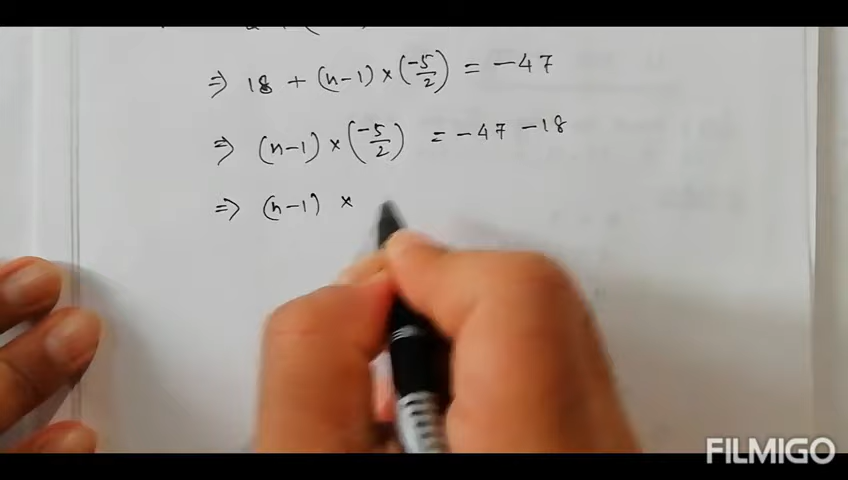 ⇒ 18 + (n-1) × (-5/2) = -47
⇒ (n-1) × (-5/2) = -47 -18
⇒ (n-1) ×
FILMIGO